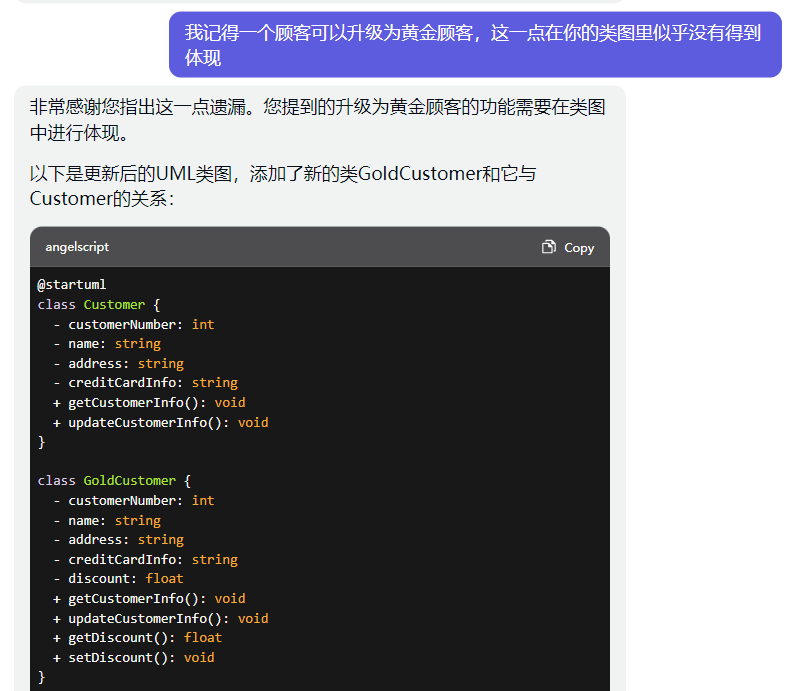 我记得一个顾客可以升级为黄金顾客，这一点在你的类图里似乎没有得到
体现
非常感谢您指出这一点遗漏。您提到的升级为黄金顾客的功能需要在类图
中进行体现。
以下是更新后的UML类图，添加了新的类GoldCustomer和它与
Customer的关系：
angelscript Copy
@startuml
class Customer {
  - customerNumber: int
  - name: string
  - address: string
  - creditCardInfo: string
  + getCustomerInfo(): void
  + updateCustomerInfo(): void
}
class GoldCustomer {
  - customerNumber: int
  - name: string
  - address: string
  - creditCardInfo: string
  - discount: float
  + getCustomerInfo(): void
  + updateCustomerInfo(): void
  + getDiscount(): float
  + setDiscount(): void
}